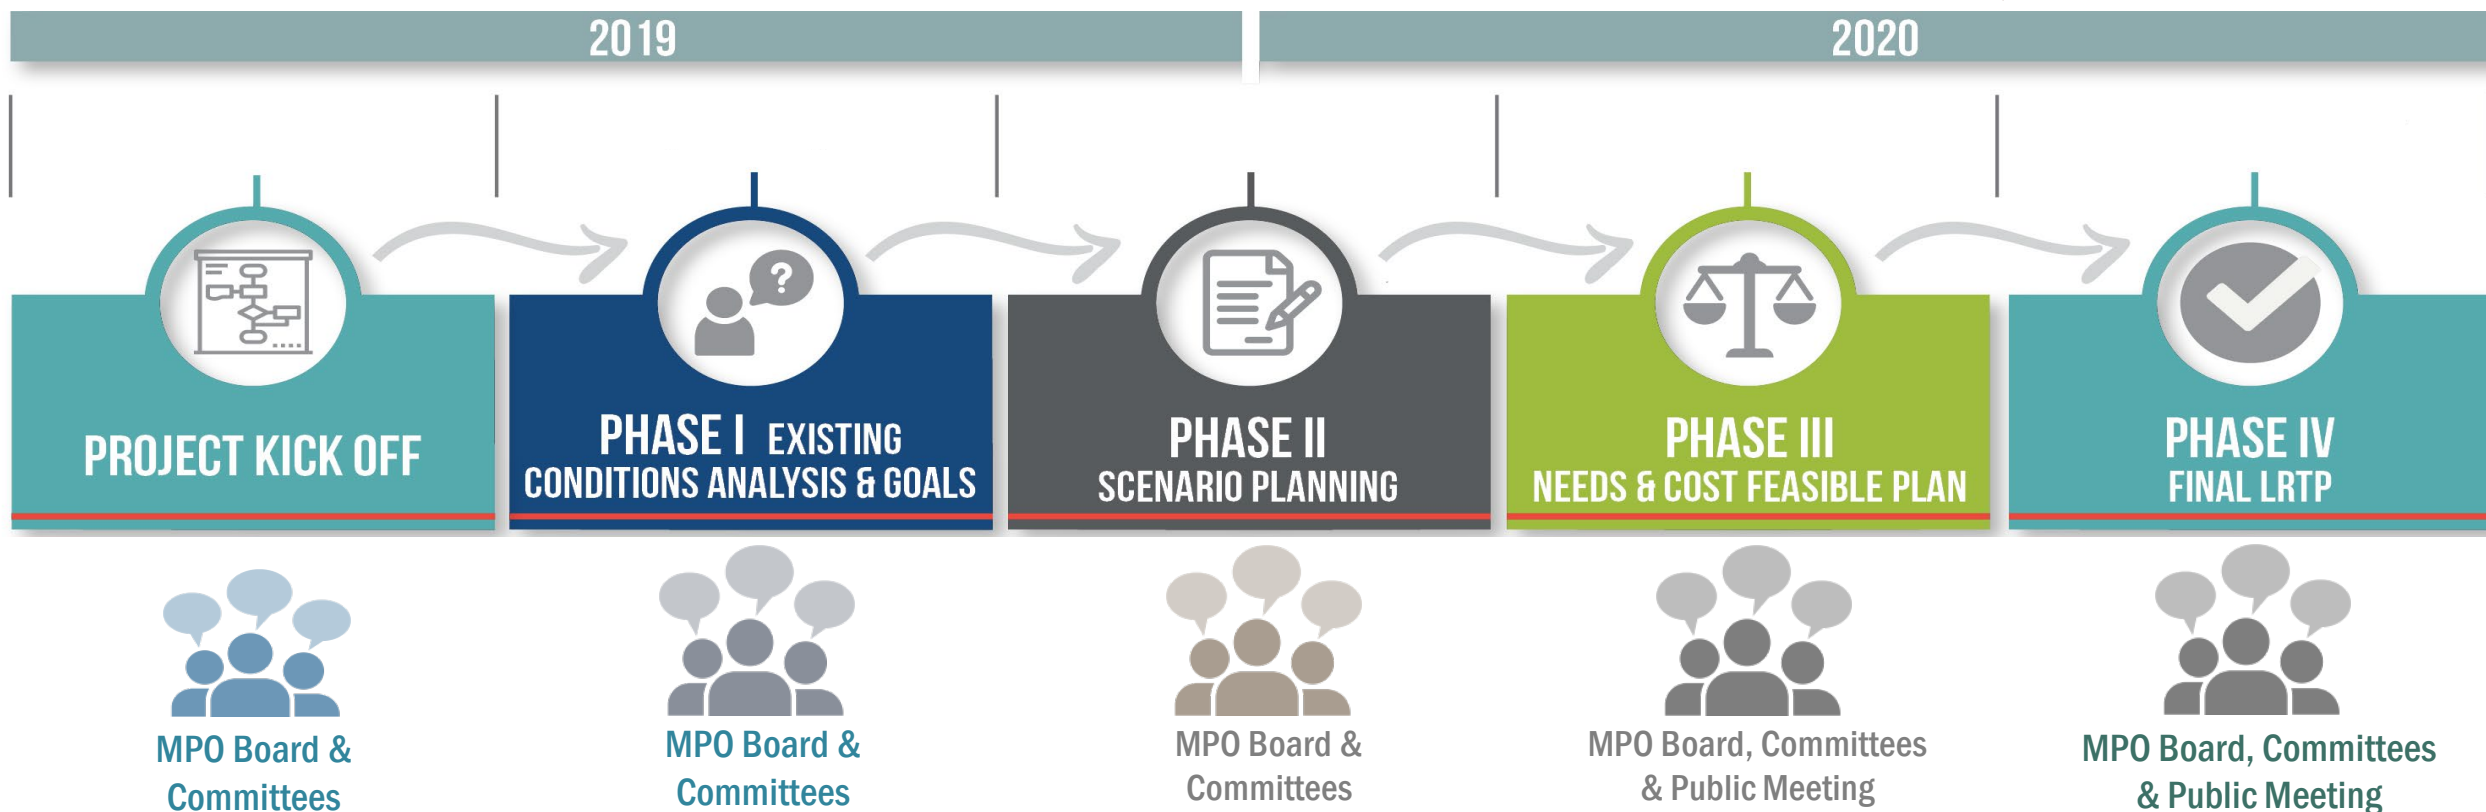 2019
2020
PROJECT KICK OFF
PHASE I EXISTING
CONDITIONS ANALYSIS & GOALS
PHASE II
SCENARIO PLANNING
PHASE III
NEEDS & COST FEASIBLE PLAN
PHASE IV
FINAL LRTP
?
MPO Board &
Committees
MPO Board &
Committees
MPO Board &
Committees
MPO Board, Committees
& Public Meeting
MPO Board, Committees
& Public Meeting